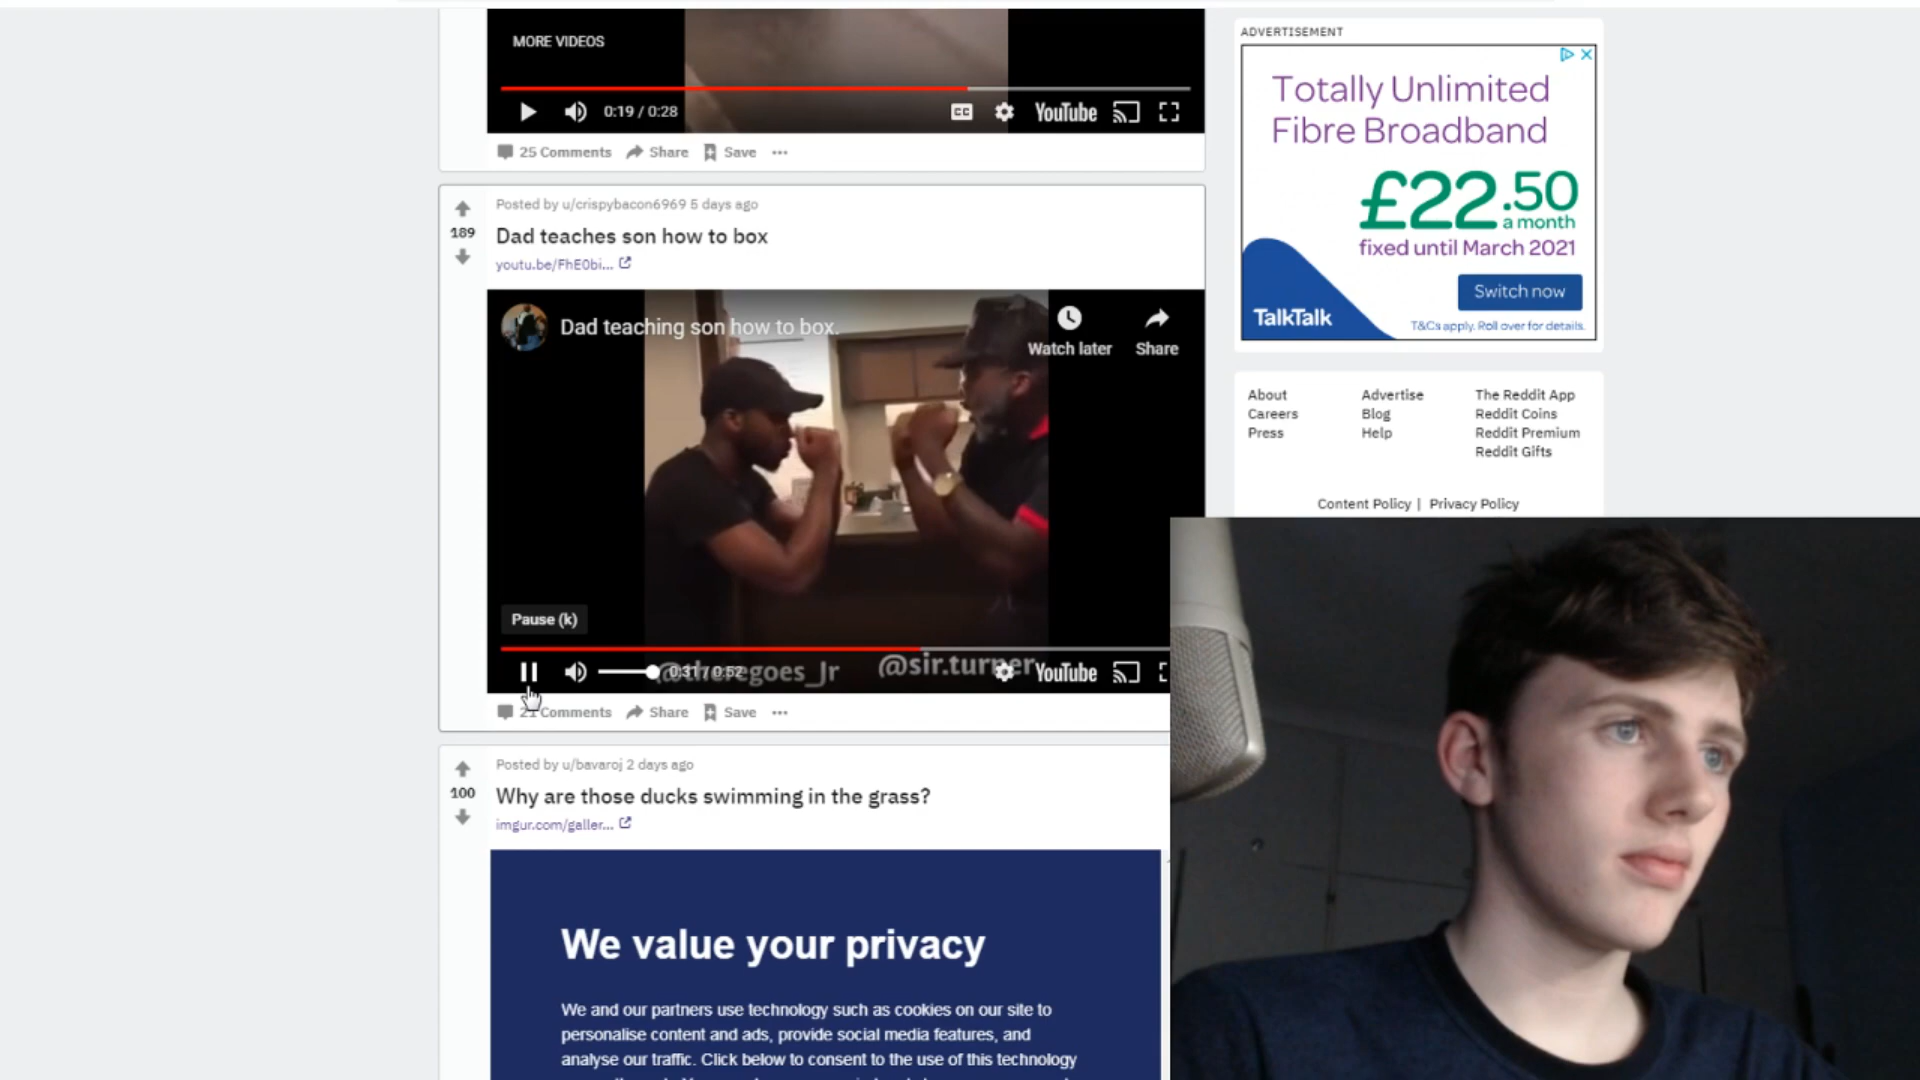 MORE VIDEOS
0:19 / 0:28
CC
YouTube
25 Comments
Share
Save
Posted by u/crispybacon6969 5 days ago
189
Dad teaches son how to box
youtu.be/FhE0bi...
Dad teaching son how to box.
Watch later
Share
Pause (k)
0:31 / 0:52
@theregoes_Jr
@sir.turner
YouTube
21 Comments
Share
Save
Posted by u/bavaroj 2 days ago
100
Why are those ducks swimming in the grass?
imgur.com/galler...
We value your privacy
We and our partners use technology such as cookies on our site to
personalise content and ads, provide social media features, and
analyse our traffic. Click below to consent to the use of this technology
ADVERTISEMENT
Totally Unlimited
Fibre Broadband
£22.50
a month
fixed until March 2021
Switch now
TalkTalk
T&Cs apply. Roll over for details.
About
Careers
Press
Advertise
Blog
Help
The Reddit App
Reddit Coins
Reddit Premium
Reddit Gifts
Content Policy | Privacy Policy